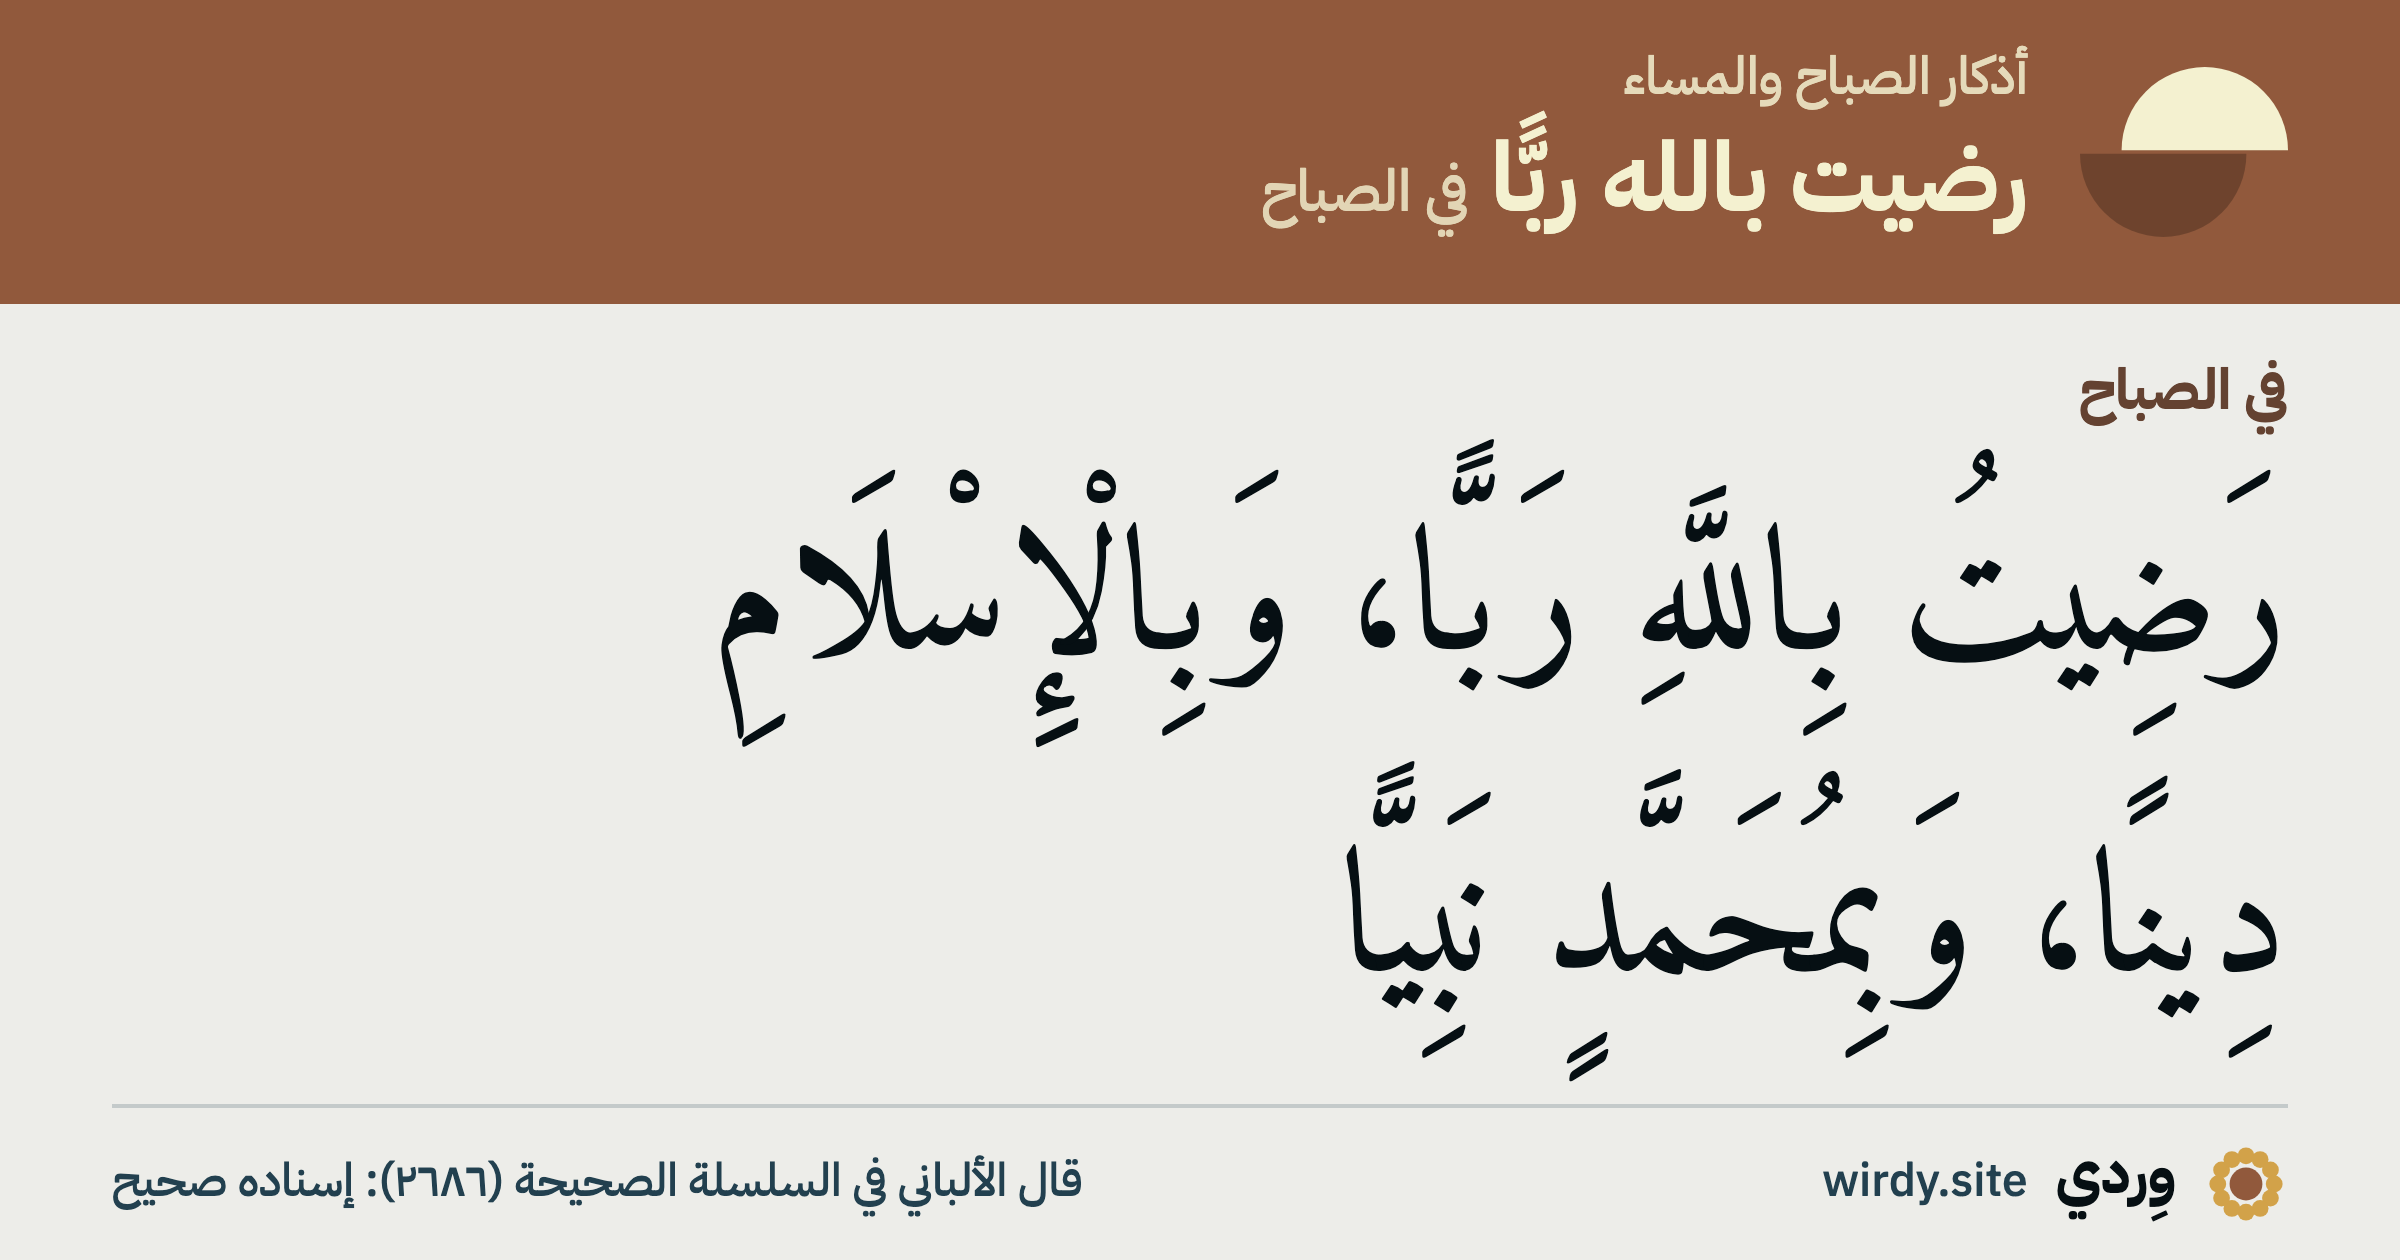 أذكار الصباح والمساء
رضيت بالله ربًّا في الصباح
في الصباح
رَضِيتُ بِاللَّهِ رَبًّا، وَبِالْإِسْلَامِ
دِينًا، وَبِمُحَمَّدٍ نَبِيًّا
وِردي wirdy.site
قال الألباني في السلسلة الصحيحة (٢٦٨٦): إسناده صحيح